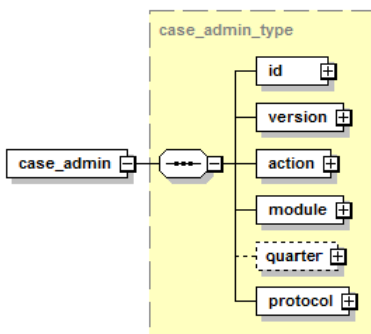 case_admin_type
id
version
case_admin
action
module
quarter
protocol